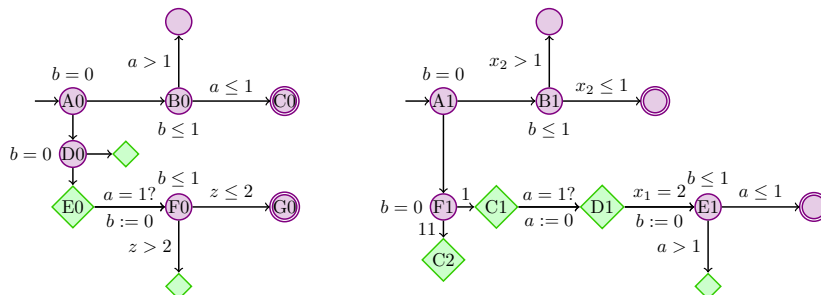 a > 1
x₂ > 1
b = 0
b = 0
A0
B0
a ≤ 1
C0
A1
B1
x₂ ≤ 1
b ≤ 1
b ≤ 1
b = 0
D0
E0
a = 1?
b := 0
b ≤ 1
F0
z ≤ 2
G0
z > 2
b = 0
F1
1
11
C1
a = 1?
a := 0
D1
x₁ = 2
b := 0
b ≤ 1
E1
a ≤ 1
a > 1
C2